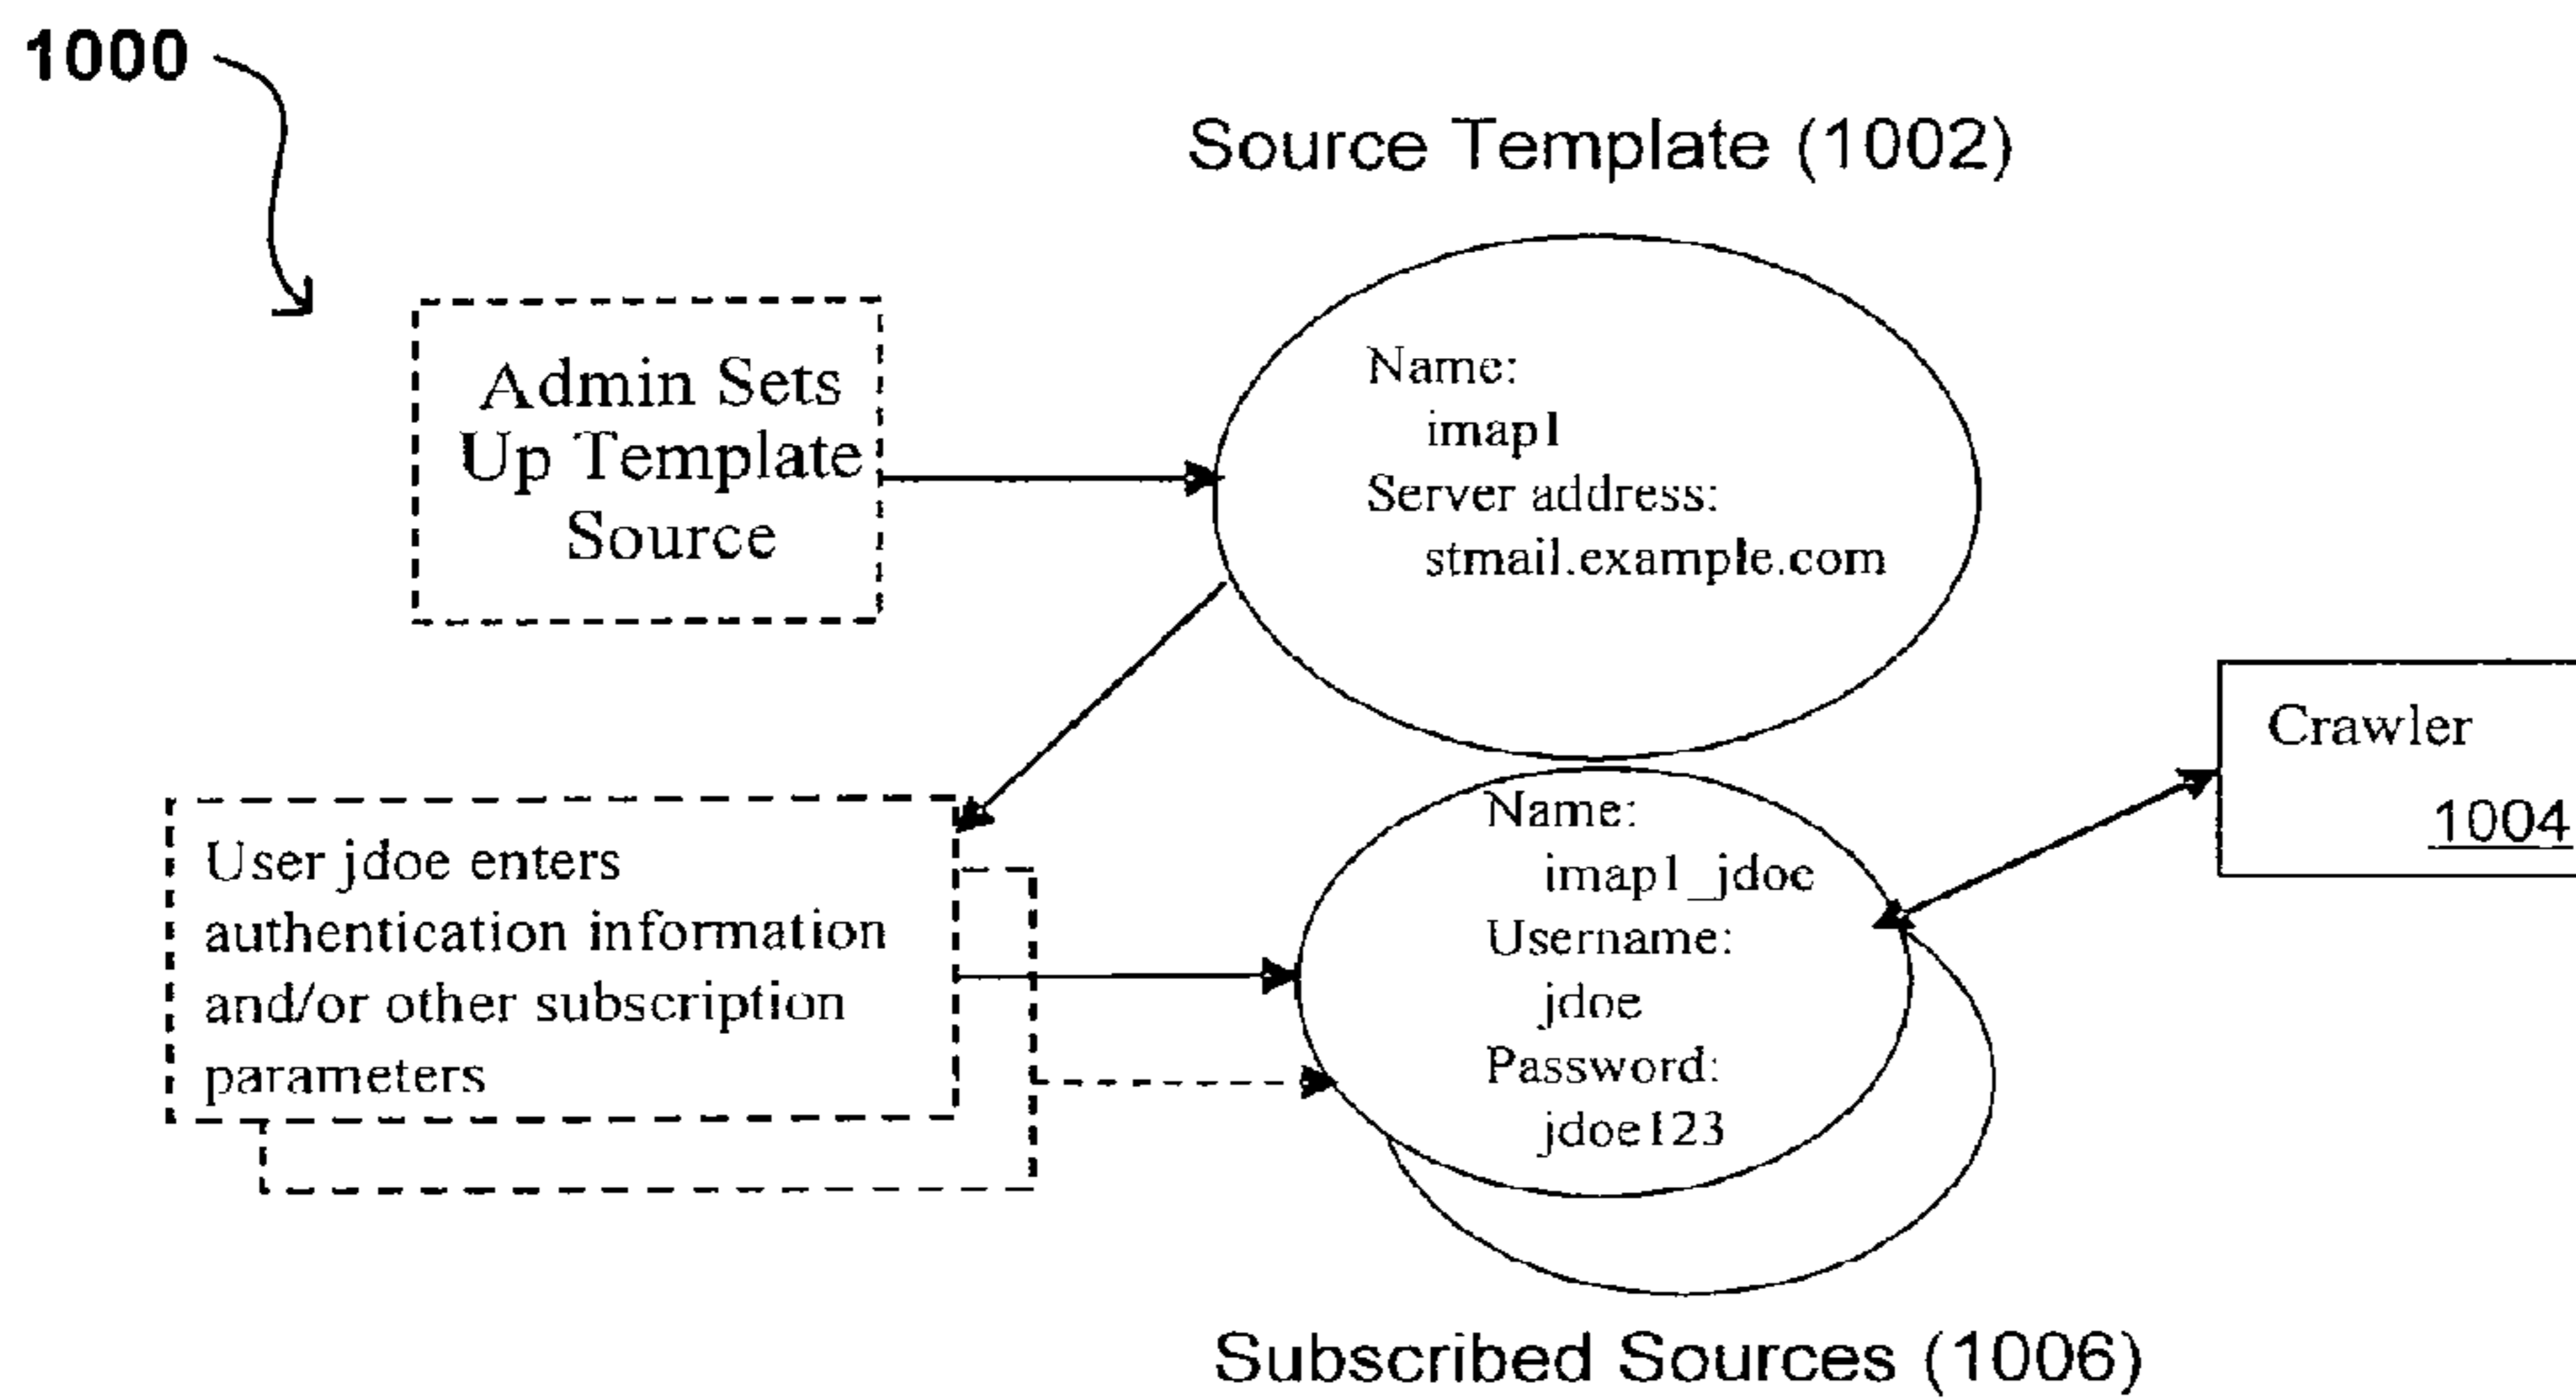 1000
Source Template (1002)
Admin Sets
Up Template
Source
Name:
imap1
Server address:
stmail.example.com
Crawler
1004
User jdoe enters
authentication information
and/or other subscription
parameters
Name:
imap1_jdoe
Username:
jdoe
Password:
jdoe123
Subscribed Sources (1006)